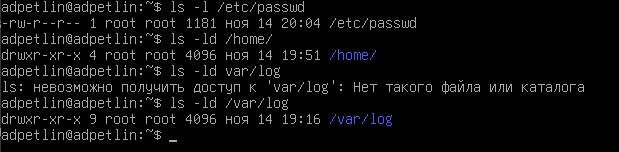 adpetlin@adpetlin:~$ ls -l /etc/passwd
-rw-r--r-- 1 root root 1181 ноя 14 20:04 /etc/passwd
adpetlin@adpetlin:~$ ls -ld /home/
drwxr-xr-x 4 root root 4096 ноя 14 19:51 /home/
adpetlin@adpetlin:~$ ls -ld var/log
ls: невозможно получить доступ к 'var/log': Нет такого файла или каталога
adpetlin@adpetlin:~$ ls -ld /var/log
drwxr-xr-x 9 root root 4096 ноя 14 19:16 /var/log
adpetlin@adpetlin:~$ _